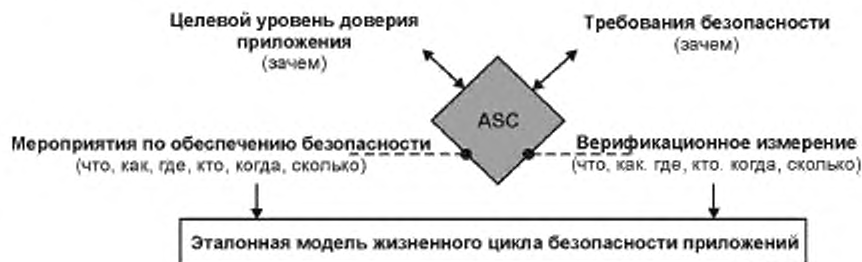 Целевой уровень доверия
приложения
(зачем)
Требования безопасности
(зачем)
ASC
Мероприятия по обеспечению безопасности
(что, как, где, кто, когда, сколько)
Верификационное измерение
(что, как. где, кто. когда, сколько)
Эталонная модель жизненного цикла безопасности приложений